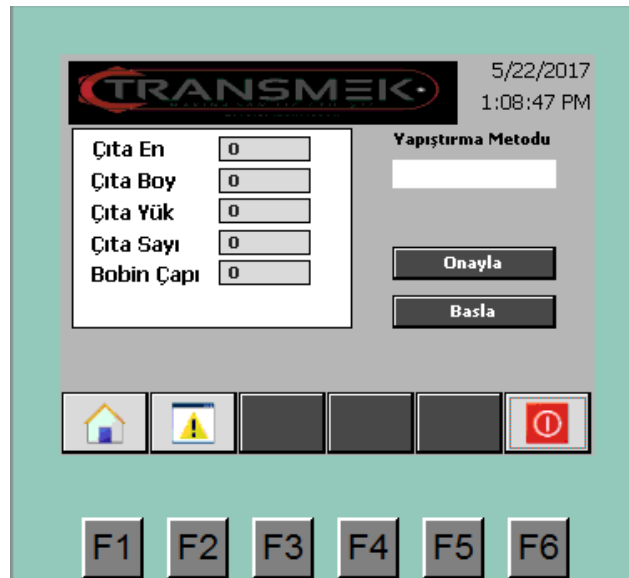 TRANSMEK
5/22/2017
1:08:47 PM
Çıta En 0
Çıta Boy 0
Çıta Yük 0
Çıta Sayı 0
Bobin Çapı 0
Yapıştırma Metodu
Onayla
Basla
F1 F2 F3 F4 F5 F6